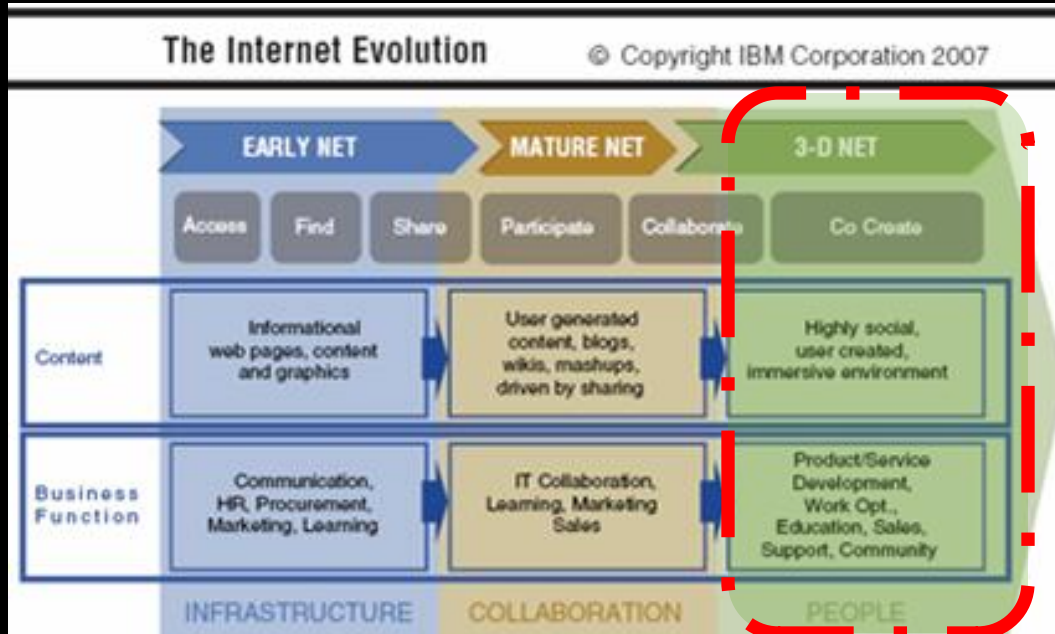 The Internet Evolution © Copyright IBM Corporation 2007
EARLY NET MATURE NET 3-D NET
Access Find Share Participate Collaborate Co Create
Content
Informational
web pages, content
and graphics
User generated
content, blogs,
wikis, mashups,
driven by sharing
Highly social,
user created,
immersive environment
Business
Function
Communication,
HR, Procurement,
Marketing, Learning
IT Collaboration,
Learning, Marketing
Sales
Product/Service
Development,
Work Opt.,
Education, Sales,
Support, Community
INFRASTRUCTURE COLLABORATION PEOPLE